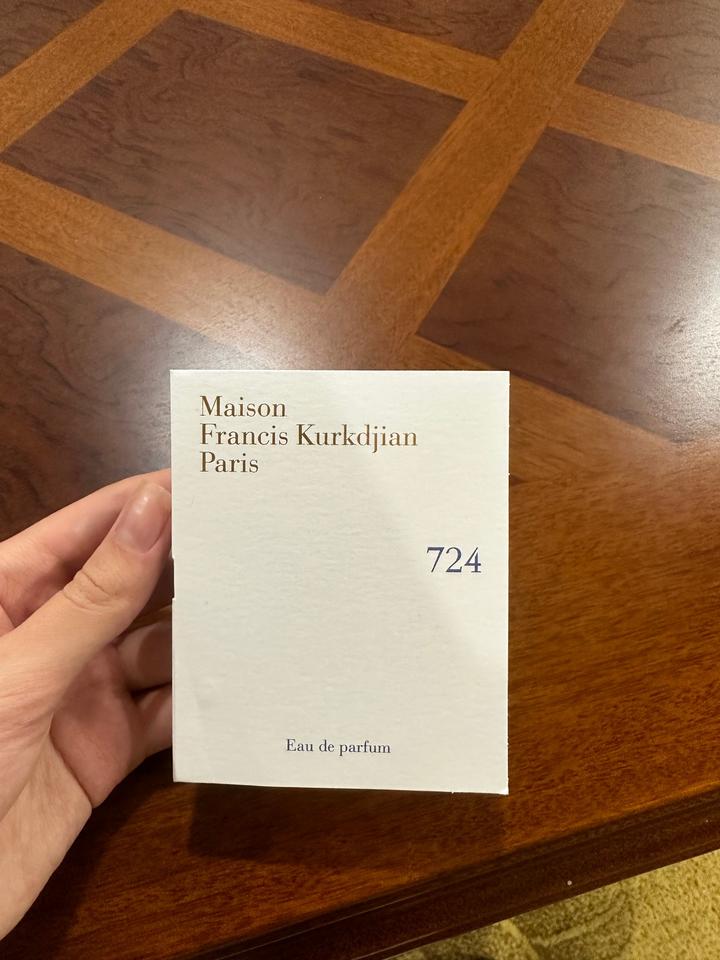 Maison
Francis Kurkdjian
Paris
724
Eau de parfum